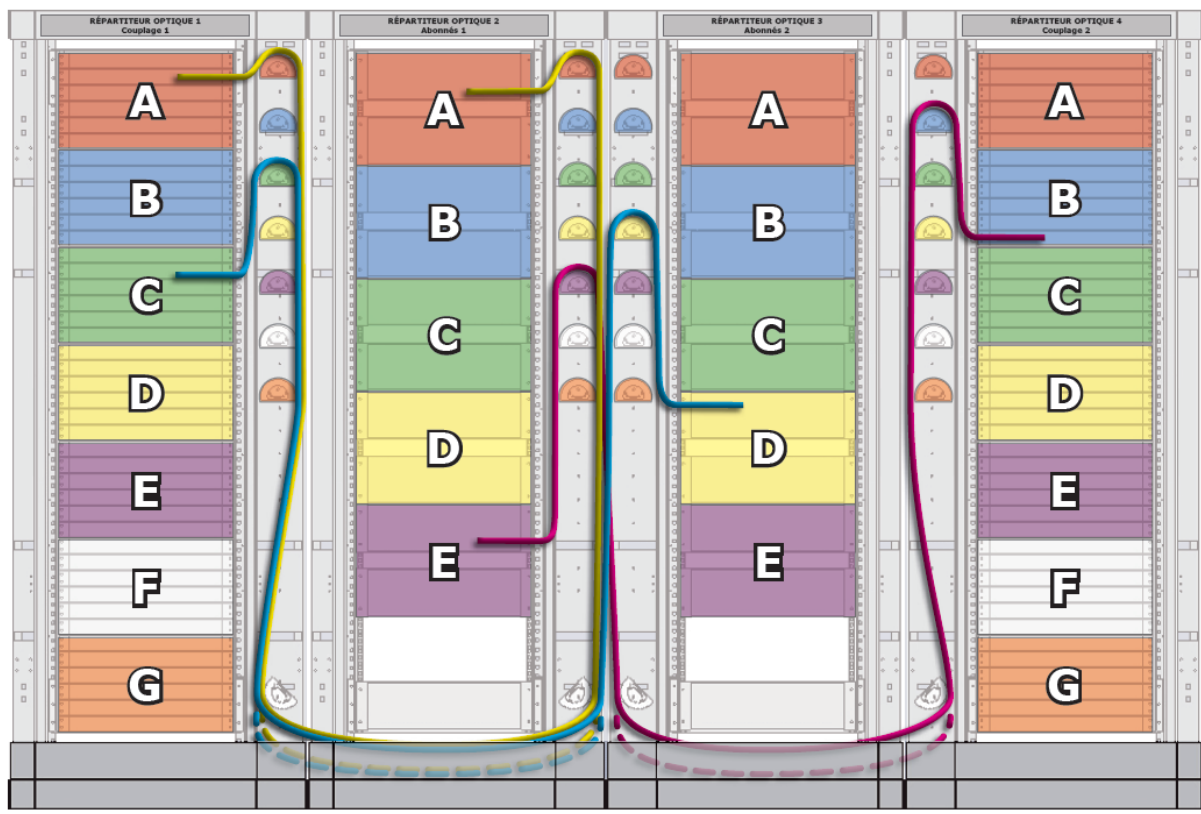 RÉPARTITEUR OPTIQUE 1
Couplage 1
RÉPARTITEUR OPTIQUE 2
Abonnés 1
RÉPARTITEUR OPTIQUE 3
Abonnés 2
RÉPARTITEUR OPTIQUE 4
Couplage 2
A
B
C
D
E
F
G
A
B
C
D
E
A
B
C
D
E
A
B
C
D
E
F
G